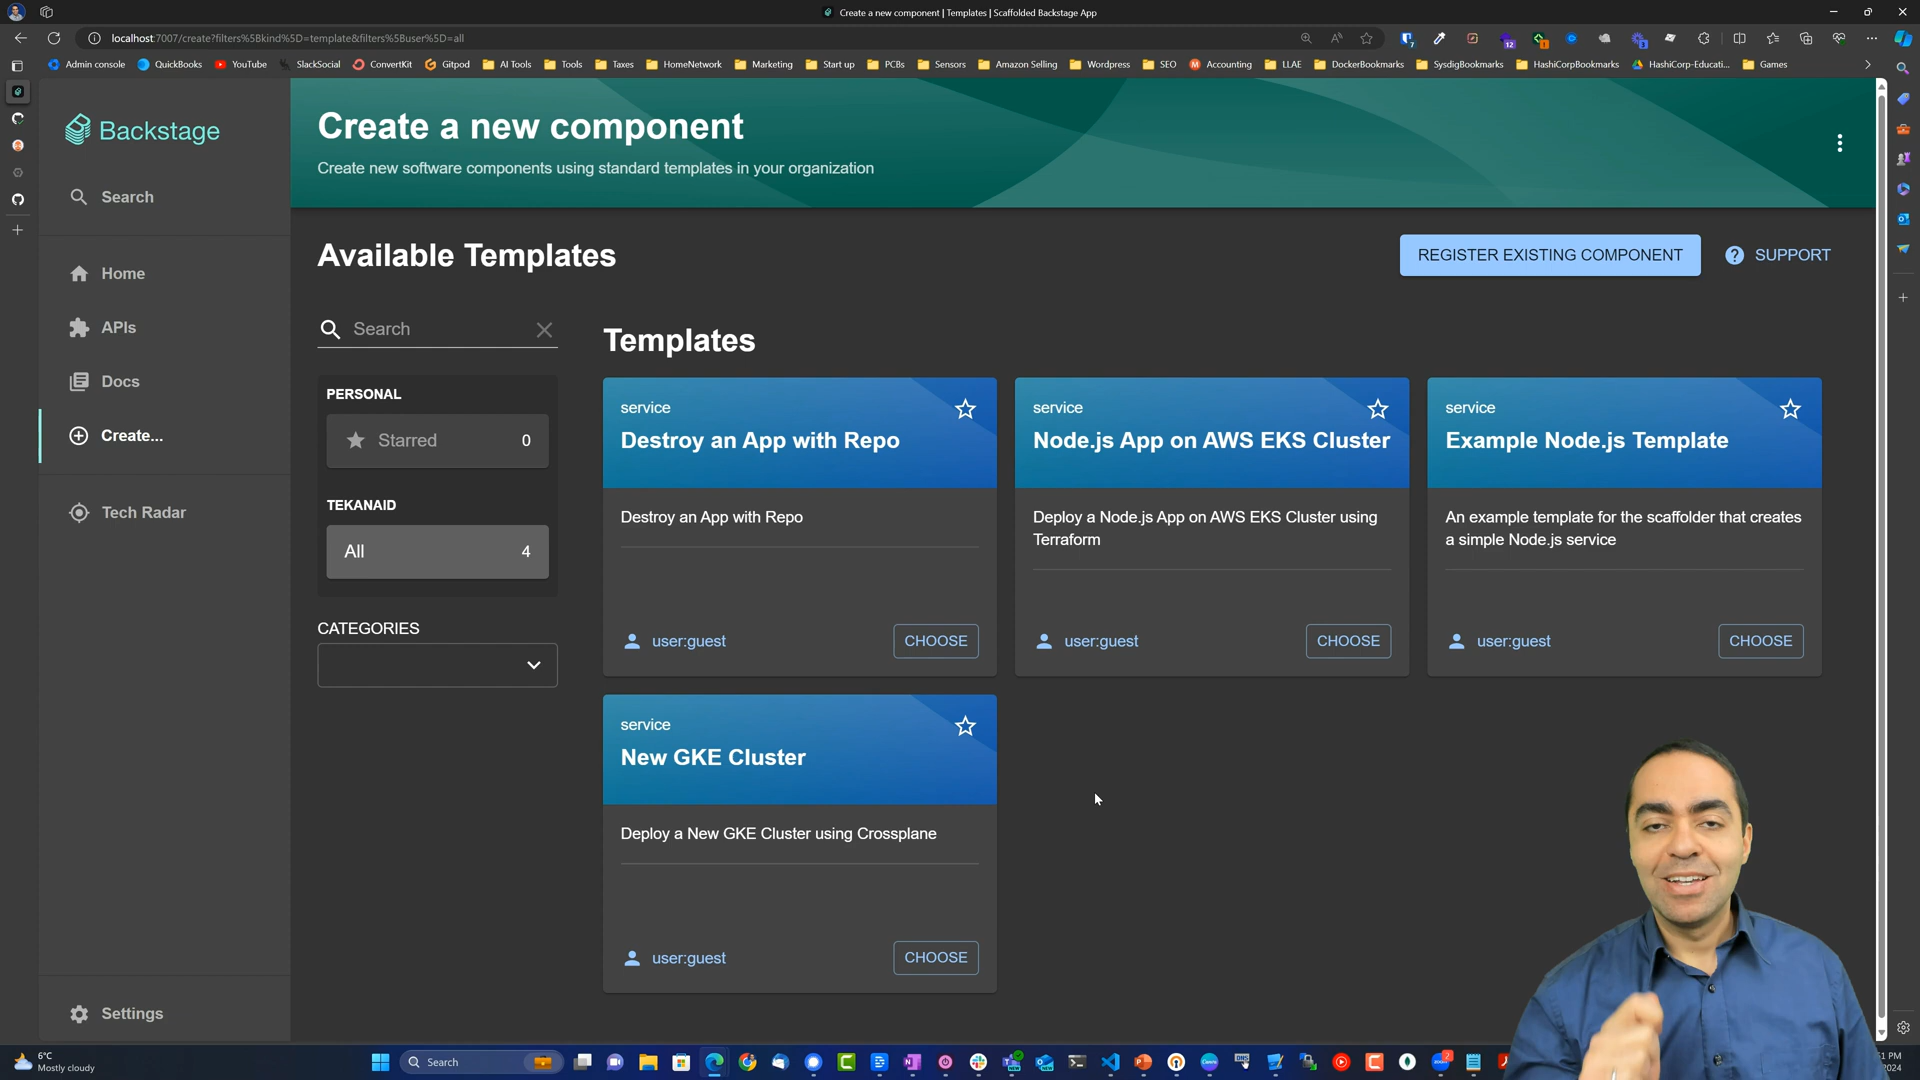 Create a new component | Templates | Scaffolded Backstage App
localhost:7007/create?filters%5Bkind%5D=template&filters%5Buser%5D=all
Admin console
QuickBooks
YouTube
SlackSocial
ConvertKit
Gitpod
AI Tools
Tools
Taxes
HomeNetwork
Marketing
Start up
PCBs
Sensors
Amazon Selling
Wordpress
SEO
Accounting
LLAE
DockerBookmarks
SysdigBookmarks
HashiCorpBookmarks
HashiCorp-Educati...
Games
Backstage
Search
Home
APIs
Docs
Create...
Tech Radar
Settings
Create a new component
Create new software components using standard templates in your organization
Available Templates
REGISTER EXISTING COMPONENT
SUPPORT
Search
PERSONAL
Starred 0
TEKANAID
All 4
CATEGORIES
Templates
service
Destroy an App with Repo
Destroy an App with Repo
user:guest
CHOOSE
service
Node.js App on AWS EKS Cluster
Deploy a Node.js App on AWS EKS Cluster using
Terraform
user:guest
CHOOSE
service
Example Node.js Template
An example template for the scaffolder that creates
a simple Node.js service
user:guest
CHOOSE
service
New GKE Cluster
Deploy a New GKE Cluster using Crossplane
user:guest
CHOOSE
6°C
Mostly cloudy
Search
1 PM
2024